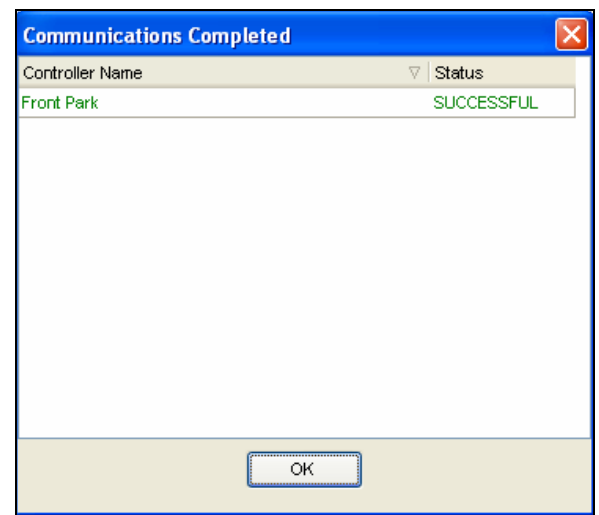 Communications Completed
Controller Name Status
Front Park SUCCESSFUL
OK